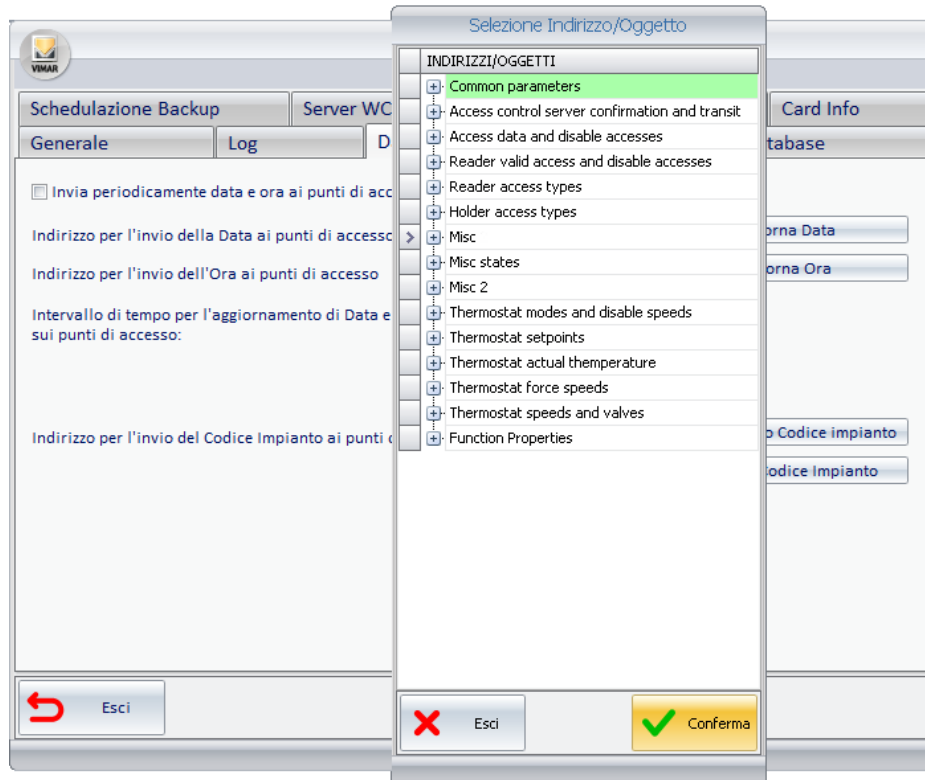 Selezione Indirizzo/Oggetto
VIMAR
INDIRIZZI/OGGETTI
Common parameters
Access control server confirmation and transit
Access data and disable accesses
Reader valid access and disable accesses
Reader access types
Holder access types
Misc
Misc states
Misc 2
Thermostat modes and disable speeds
Thermostat setpoints
Thermostat actual themperature
Thermostat force speeds
Thermostat speeds and valves
Function Properties
Esci
Conferma
Schedulazione Backup
Server WC
Card Info
Generale
Log
D
tabase
Invia periodicamente data e ora ai punti di acc
Indirizzo per l'invio della Data ai punti di accesso
orna Data
Indirizzo per l'invio dell'Ora ai punti di accesso
orna Ora
Intervallo di tempo per l'aggiornamento di Data e
sui punti di accesso:
Indirizzo per l'invio del Codice Impianto ai punti
o Codice impianto
Codice Impianto
Esci